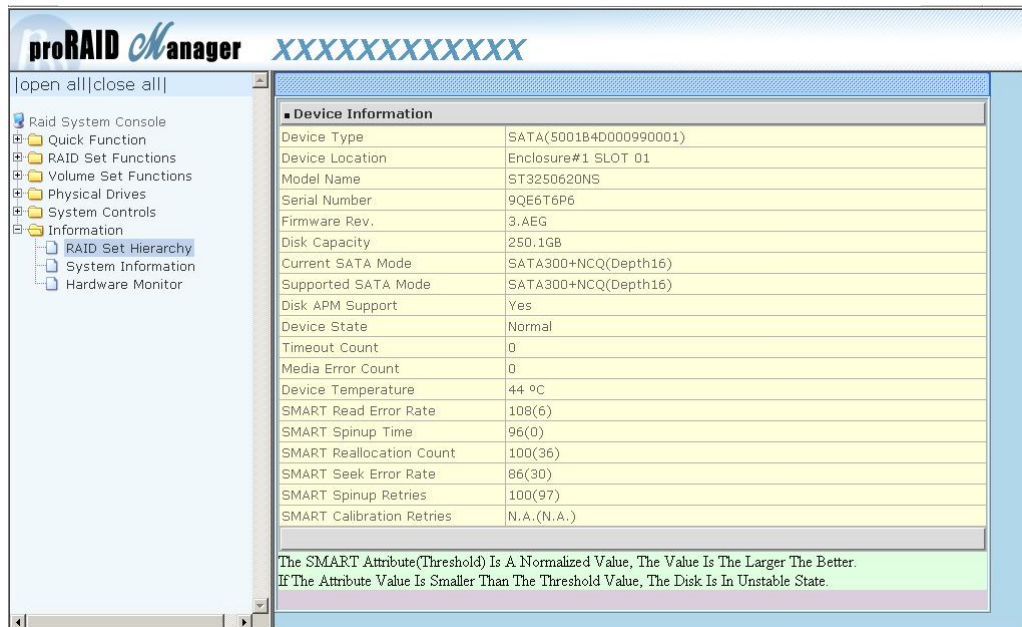 proRAID Manager XXXXXXXXXXXX
|open all|close all|
Raid System Console
Quick Function
RAID Set Functions
Volume Set Functions
Physical Drives
System Controls
Information
RAID Set Hierarchy
System Information
Hardware Monitor
Device Information
Device Type SATA(5001B4D000990001)
Device Location Enclosure#1 SLOT 01
Model Name ST3250620NS
Serial Number 9QE6T6P6
Firmware Rev. 3.AEG
Disk Capacity 250.1GB
Current SATA Mode SATA300+NCQ(Depth16)
Supported SATA Mode SATA300+NCQ(Depth16)
Disk APM Support Yes
Device State Normal
Timeout Count 0
Media Error Count 0
Device Temperature 44 ºC
SMART Read Error Rate 108(6)
SMART Spinup Time 96(0)
SMART Reallocation Count 100(36)
SMART Seek Error Rate 86(30)
SMART Spinup Retries 100(97)
SMART Calibration Retries N.A.(N.A.)
The SMART Attribute(Threshold) Is A Normalized Value, The Value Is The Larger The Better.
If The Attribute Value Is Smaller Than The Threshold Value, The Disk Is In Unstable State.